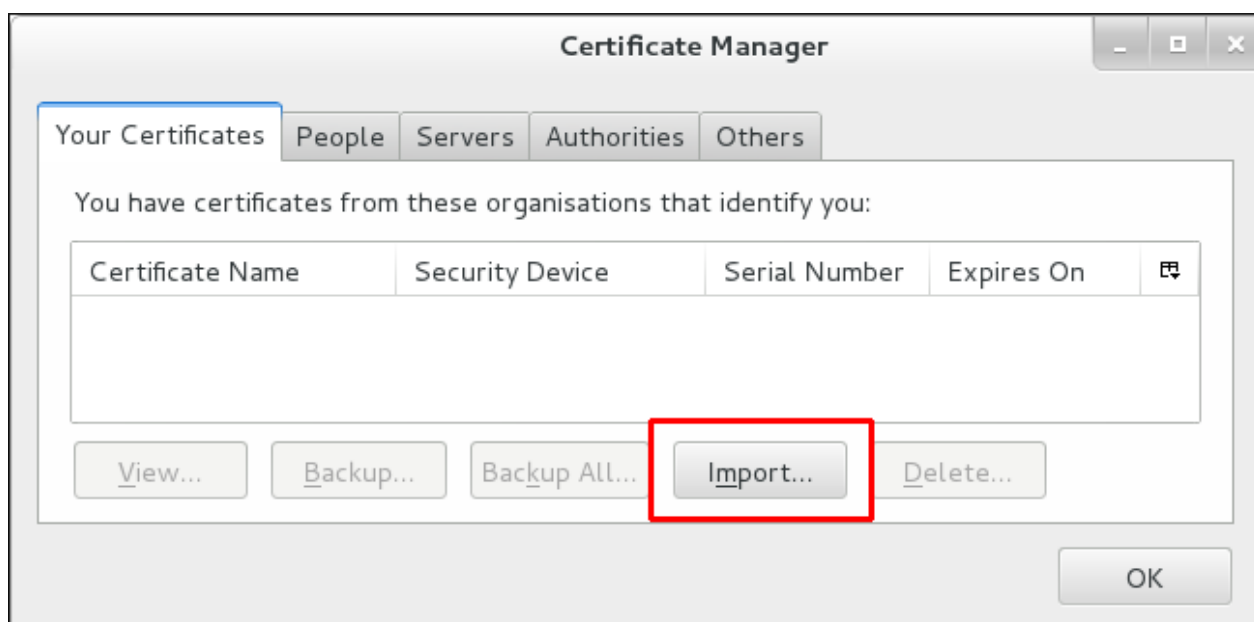 Certificate Manager
Your Certificates People Servers Authorities Others
You have certificates from these organisations that identify you:
Certificate Name Security Device Serial Number Expires On
View... Backup... Backup All... Import... Delete...
OK